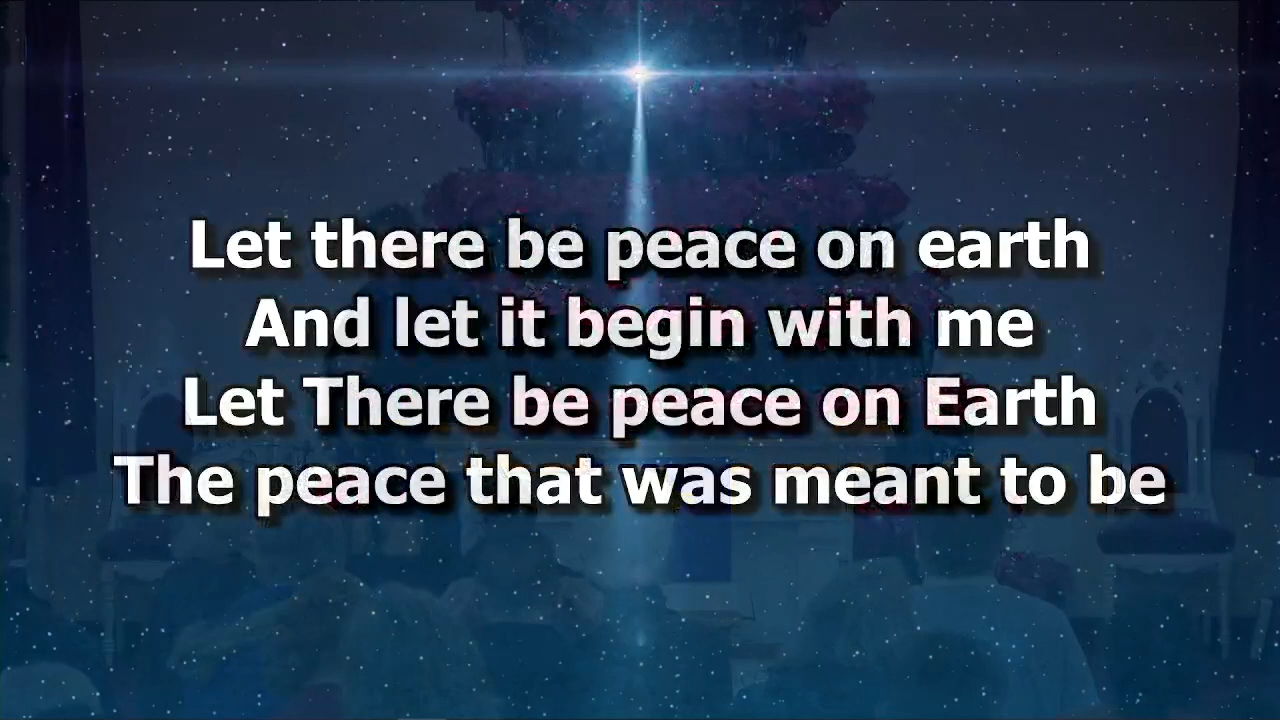 Let there be peace on earth
And let it begin with me
Let There be peace on Earth
The peace that was meant to be